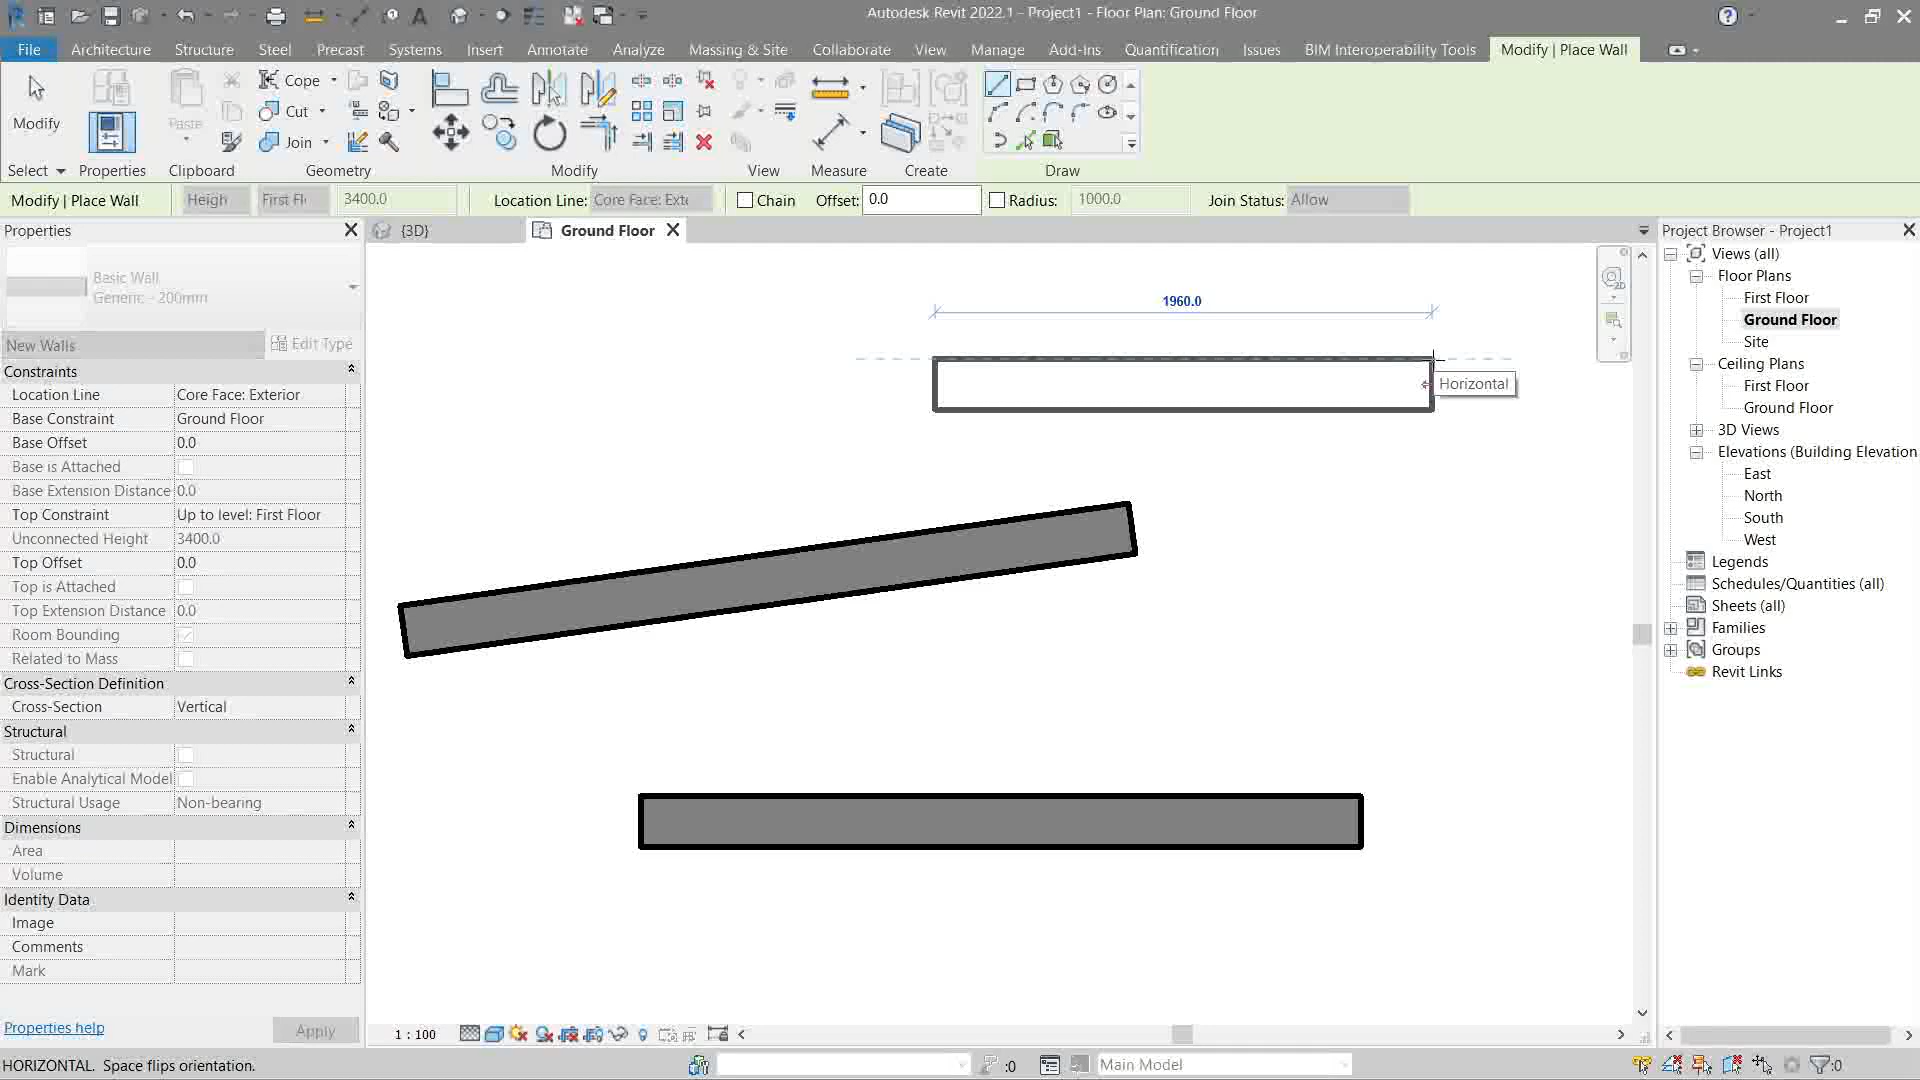 Autodesk Revit 2022.1 - Project1 - Floor Plan: Ground Floor
File Architecture Structure Steel Precast Systems Insert Annotate Analyze Massing & Site Collaborate View Manage Add-Ins Quantification Issues BIM Interoperability Tools Modify | Place Wall
Modify
Paste
Cope
Cut
Join
Select Properties Clipboard Geometry Modify View Measure Create Draw
Modify | Place Wall Heigh First Fl 3400.0 Location Line: Core Face: Exte Chain Offset: 0.0 Radius: 1000.0 Join Status: Allow
Properties
Basic Wall
Generic - 200mm
New Walls Edit Type
Constraints
Location Line Core Face: Exterior
Base Constraint Ground Floor
Base Offset 0.0
Base is Attached
Base Extension Distance 0.0
Top Constraint Up to level: First Floor
Unconnected Height 3400.0
Top Offset 0.0
Top is Attached
Top Extension Distance 0.0
Room Bounding
Related to Mass
Cross-Section Definition
Cross-Section Vertical
Structural
Structural
Enable Analytical Model
Structural Usage Non-bearing
Dimensions
Area
Volume
Identity Data
Image
Comments
Mark
Properties help Apply
{3D} Ground Floor
1960.0
Horizontal
2D
1 : 100
Project Browser - Project1
Views (all)
Floor Plans
First Floor
Ground Floor
Site
Ceiling Plans
First Floor
Ground Floor
3D Views
Elevations (Building Elevation
East
North
South
West
Legends
Schedules/Quantities (all)
Sheets (all)
Families
Groups
Revit Links
HORIZONTAL. Space flips orientation. :0 Main Model :0